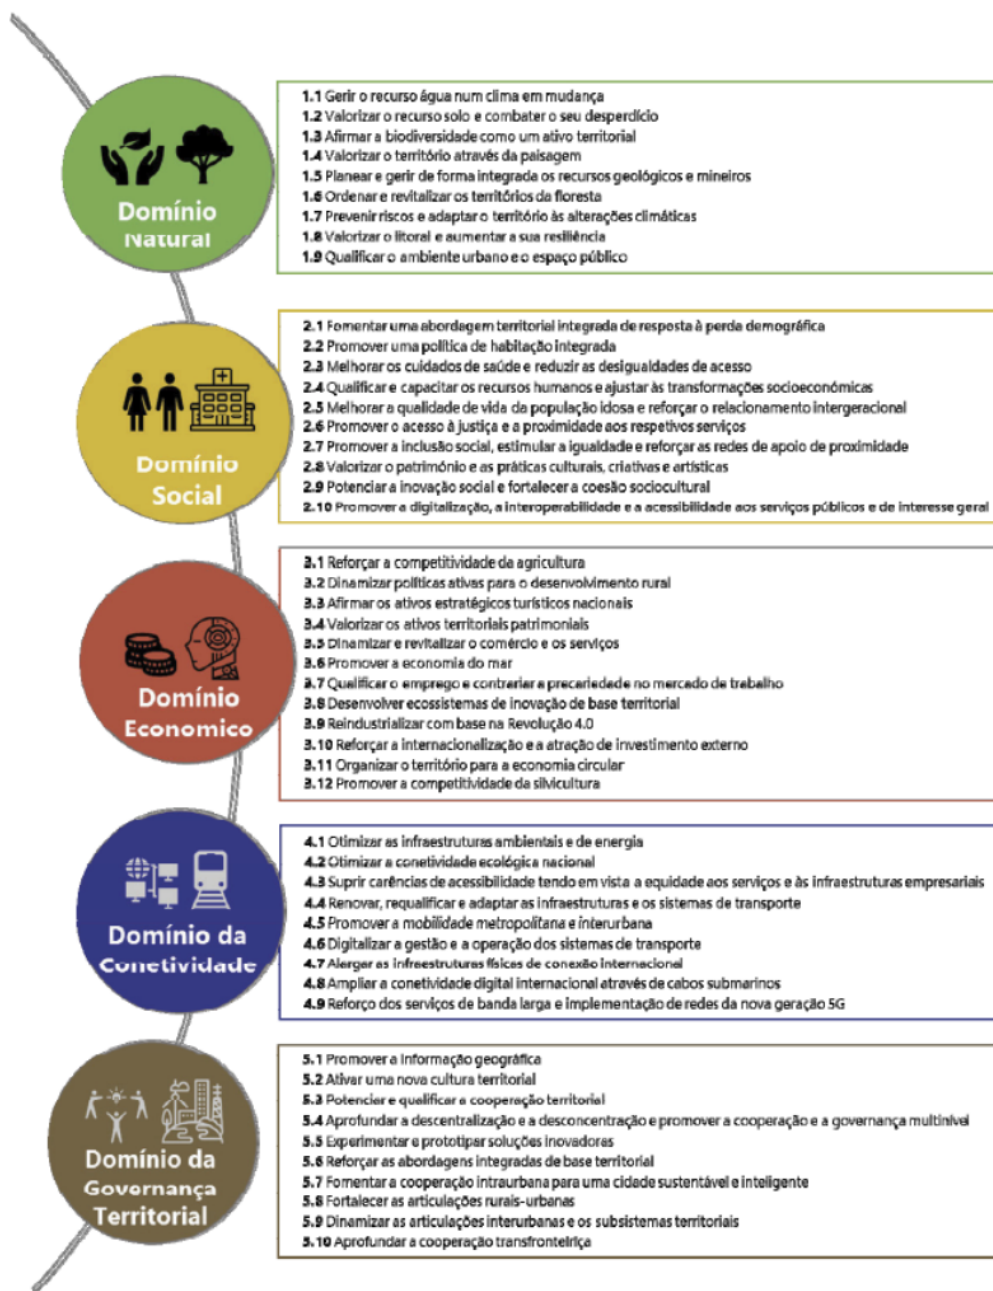 Domínio
Natural
1.1 Gerir o recurso água num clima em mudança
1.2 Valorizar o recurso solo e combater o seu desperdício
1.3 Afirmar a biodiversidade como um ativo territorial
1.4 Valorizar o território através da paisagem
1.5 Planear e gerir de forma integrada os recursos geológicos e mineiros
1.6 Ordenar e revitalizar os territórios da floresta
1.7 Prevenir riscos e adaptar o território às alterações climáticas
1.8 Valorizar o litoral e aumentar a sua resiliência
1.9 Qualificar o ambiente urbano e o espaço público
Domínio
Social
2.1 Fomentar uma abordagem territorial integrada de resposta à perda demográfica
2.2 Promover uma política de habitação integrada
2.3 Melhorar os cuidados de saúde e reduzir as desigualdades de acesso
2.4 Qualificar e capacitar os recursos humanos e ajustar às transformações socioeconómicas
2.5 Melhorar a qualidade de vida da população idosa e reforçar o relacionamento intergeracional
2.6 Promover o acesso à justiça e a proximidade aos respetivos serviços
2.7 Promover a inclusão social, estimular a igualdade e reforçar as redes de apoio de proximidade
2.8 Valorizar o património e as práticas culturais, criativas e artísticas
2.9 Potenciar a inovação social e fortalecer a coesão sociocultural
2.10 Promover a digitalização, a interoperabilidade e a acessibilidade aos serviços públicos e de interesse geral
Domínio
Economico
3.1 Reforçar a competitividade da agricultura
3.2 Dinamizar políticas ativas para o desenvolvimento rural
3.3 Afirmar os ativos estratégicos turísticos nacionais
3.4 Valorizar os ativos territoriais patrimoniais
3.5 Dinamizar e revitalizar o comércio e os serviços
3.6 Promover a economia do mar
3.7 Qualificar o emprego e contrariar a precariedade no mercado de trabalho
3.8 Desenvolver ecossistemas de inovação de base territorial
3.9 Reindustrializar com base na Revolução 4.0
3.10 Reforçar a internacionalização e a atração de investimento externo
3.11 Organizar o território para a economia circular
3.12 Promover a competitividade da silvicultura
Domínio da
Conetividade
4.1 Otimizar as infraestruturas ambientais e de energia
4.2 Otimizar a conetividade ecológica nacional
4.3 Suprir carências de acessibilidade tendo em vista a equidade aos serviços e às infraestruturas empresariais
4.4 Renovar, requalificar e adaptar as infraestruturas e os sistemas de transporte
4.5 Promover a mobilidade metropolitana e interurbana
4.6 Digitalizar a gestão e a operação dos sistemas de transporte
4.7 Alargar as infraestruturas físicas de conexão internacional
4.8 Ampliar a conetividade digital internacional através de cabos submarinos
4.9 Reforço dos serviços de banda larga e implementação de redes da nova geração 5G
Domínio da
Governança
Territorial
5.1 Promover a Informação geográfica
5.2 Ativar uma nova cultura territorial
5.3 Potenciar e qualificar a cooperação territorial
5.4 Aprofundar a descentralização e a desconcentração e promover a cooperação e a governança multinível
5.5 Experimentar e prototipar soluções inovadoras
5.6 Reforçar as abordagens integradas de base territorial
5.7 Fomentar a cooperação intraurbana para uma cidade sustentável e inteligente
5.8 Fortalecer as articulações rurais-urbanas
5.9 Dinamizar as articulações interurbanas e os subsistemas territoriais
5.10 Aprofundar a cooperação transfronteiriça